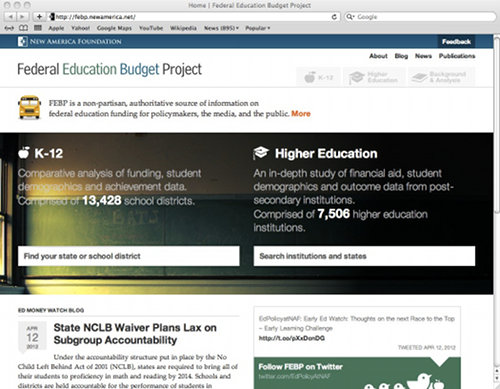 Home | Federal Education Budget Project
http://febp.newamerica.net/
Apple Yahoo! Google Maps YouTube Wikipedia News (895) Popular
NEW AMERICA FOUNDATION
Feedback
About Blog News Publications
Federal Education Budget Project
K-12
Higher Education
Background & Analysis
FEBP is a non-partisan, authoritative source of information on
federal education funding for policymakers, the media, and the public. More
K-12
Comparative analysis of funding, student
demographics and achievement data.
Comprised of 13,428 school districts.
Find your state or school district
Higher Education
An in-depth study of financial aid, student
demographics and outcome data from post-
secondary institutions.
Comprised of 7,506 higher education
institutions.
Search institutions and states
ED MONEY WATCH BLOG
APR
12
2012
State NCLB Waiver Plans Lax on
Subgroup Accountability
Under the accountability structure put in place by the No
Child Left Behind Act of 2001 (NCLB), states are required to bring all of
their students to proficiency in math and reading by 2014. Schools and
districts are held accountable for the performance of students in
EdPolicyatNAF: Early Ed Watch: Thoughts on the next Race to the Top
– Early Learning Challenge
http://t.co/pXxDonDG
TWEETED APR 12, 2012
Follow FEBP on Twitter
twitter.com/EdPolicyAtNAF